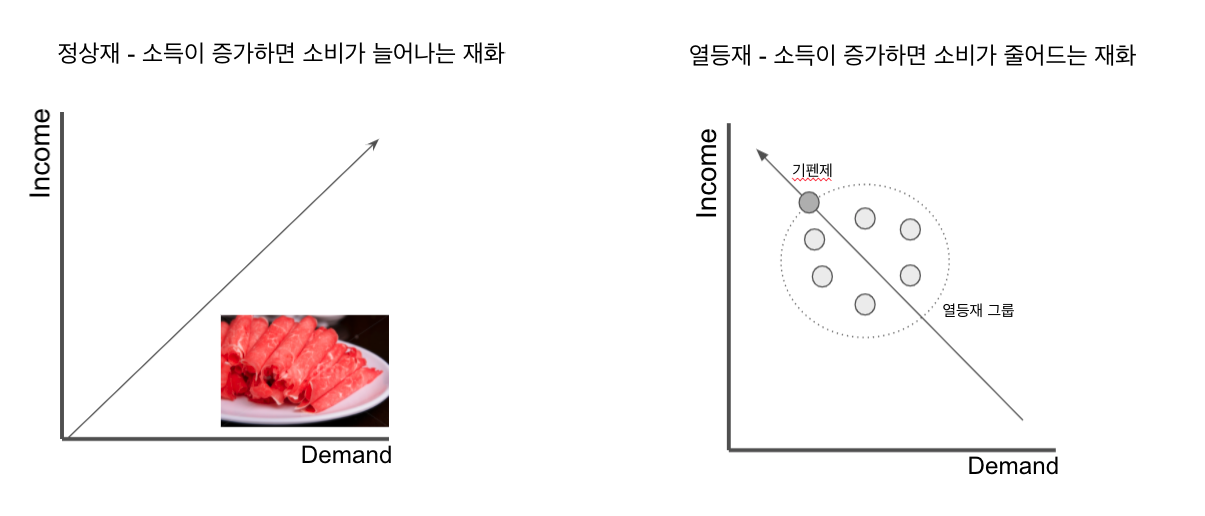 정상재 - 소득이 증가하면 소비가 늘어나는 재화
Income
Demand
열등재 - 소득이 증가하면 소비가 줄어드는 재화
Income
기펜제
열등재 그룹
Demand